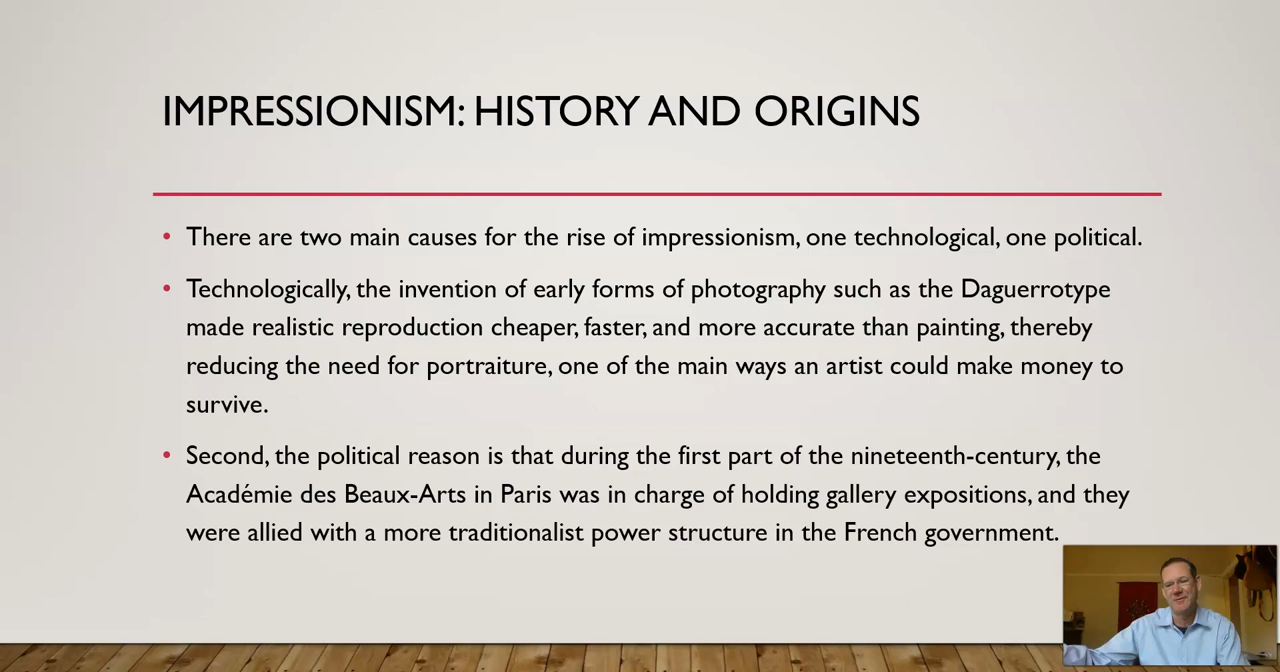 IMPRESSIONISM: HISTORY AND ORIGINS
• There are two main causes for the rise of impressionism, one technological, one political.
• Technologically, the invention of early forms of photography such as the Daguerrotype
made realistic reproduction cheaper, faster, and more accurate than painting, thereby
reducing the need for portraiture, one of the main ways an artist could make money to
survive.
• Second, the political reason is that during the first part of the nineteenth-century, the
Académie des Beaux-Arts in Paris was in charge of holding gallery expositions, and they
were allied with a more traditionalist power structure in the French government.